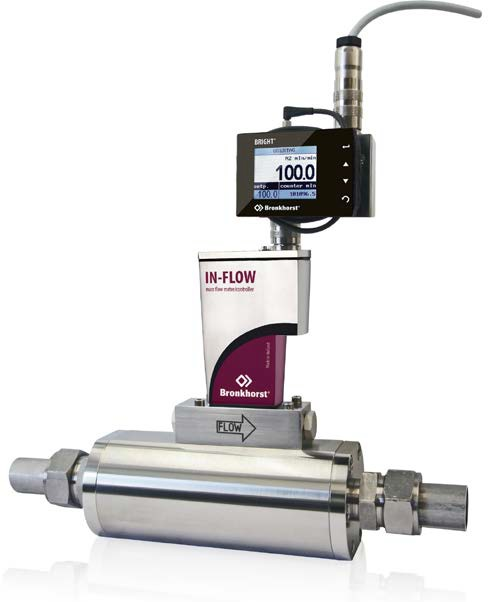 BRIGHT®
N2 mln/min
100.0
setp. counter mln
100.0
Bronkhorst®
IN-FLOW
mass flow meter/controller
Bronkhorst®
FLOW